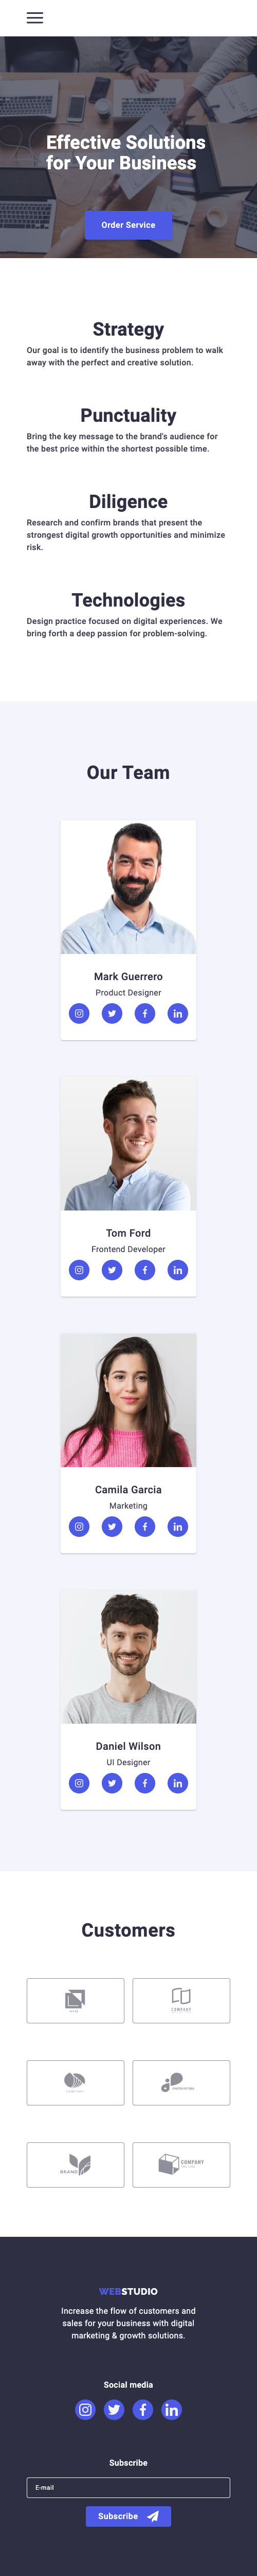 Effective Solutions
for Your Business
Order Service
Strategy
Our goal is to identify the business problem to walk
away with the perfect and creative solution.
Punctuality
Bring the key message to the brand's audience for
the best price within the shortest possible time.
Diligence
Research and confirm brands that present the
strongest digital growth opportunities and minimize
risk.
Technologies
Design practice focused on digital experiences. We
bring forth a deep passion for problem-solving.
Our Team
Mark Guerrero
Product Designer
Tom Ford
Frontend Developer
Camila Garcia
Marketing
Daniel Wilson
UI Designer
Customers
COMPANY
BRAND
COMPANY
WEBSTUDIO
Increase the flow of customers and
sales for your business with digital
marketing & growth solutions.
Social media
Subscribe
E-mail
Subscribe